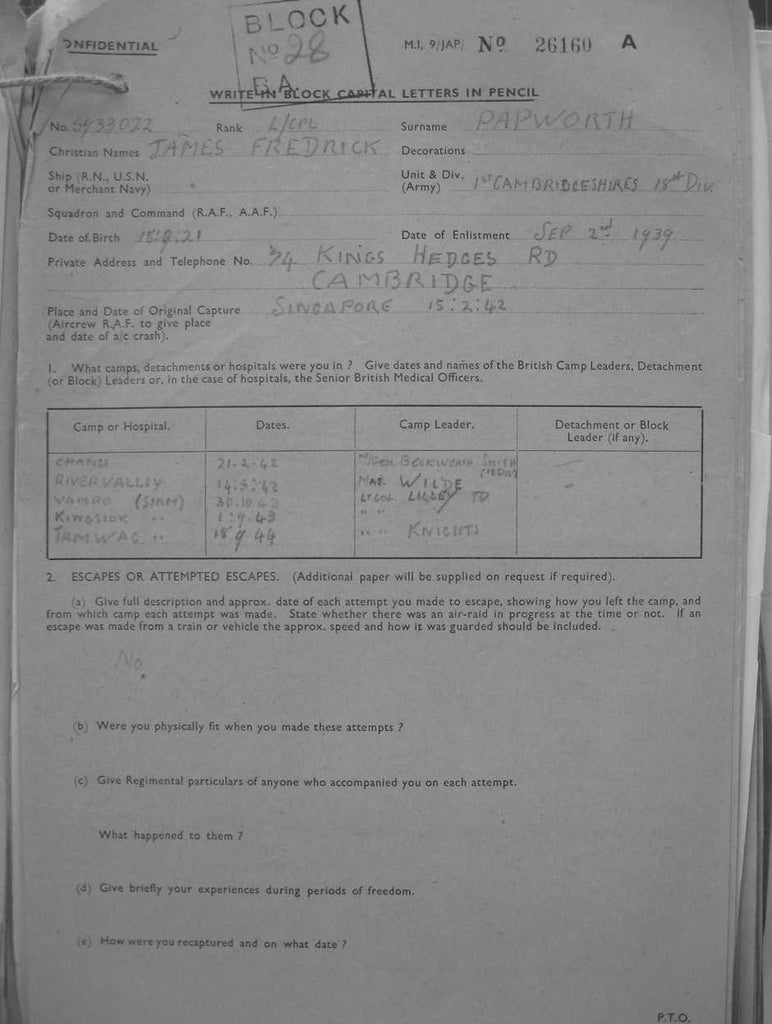 BLOCK
No 28
ONFIDENTIAL
M.I. 9/JAP/ No 26160 A
WRITE IN BLOCK CAPITAL LETTERS IN PENCIL
No. 5933022 Rank L/CPL Surname PAPWORTH
Christian Names JAMES FREDRICK Decorations
Ship (R.N., U.S.N. or Merchant Navy) Unit & Div. (Army) 1st CAMBRIDGESHIRES 18th Div.
Squadron and Command (R.A.F., A.A.F.)
Date of Birth 18.9.21 Date of Enlistment SEP 2nd 1939
Private Address and Telephone No. 74 KINGS HEDGES RD
CAMBRIDGE
Place and Date of Original Capture SINGAPORE 15:2:42
(Aircrew R.A.F. to give place
and date of a/c crash).
1. What camps, detachments or hospitals were you in ? Give dates and names of the British Camp Leaders, Detachment
(or Block) Leaders or, in the case of hospitals, the Senior British Medical Officers.
Camp or Hospital. Dates. Camp Leader. Detachment or Block Leader (if any).
CHANGI 21.2.42 M/GEN. BECKWORTH SMITH
RIVER VALLEY 14:5:42 MAJ. WILDE
(SIAM) 30.10.42 Lt COL. LILLEY TO
KINGSIOK " 1.9.43 " "
TAMWAG " 18 9 44 " " KNIGHTS
2. ESCAPES OR ATTEMPTED ESCAPES. (Additional paper will be supplied on request if required).
(a) Give full description and approx. date of each attempt you made to escape, showing how you left the camp, and
from which camp each attempt was made. State whether there was an air-raid in progress at the time or not. If an
escape was made from a train or vehicle the approx. speed and how it was guarded should be included.
No
(b) Were you physically fit when you made these attempts ?
(c) Give Regimental particulars of anyone who accompanied you on each attempt.
What happened to them ?
(d) Give briefly your experiences during periods of freedom.
(e) How were you recaptured and on what date ?
P.T.O.